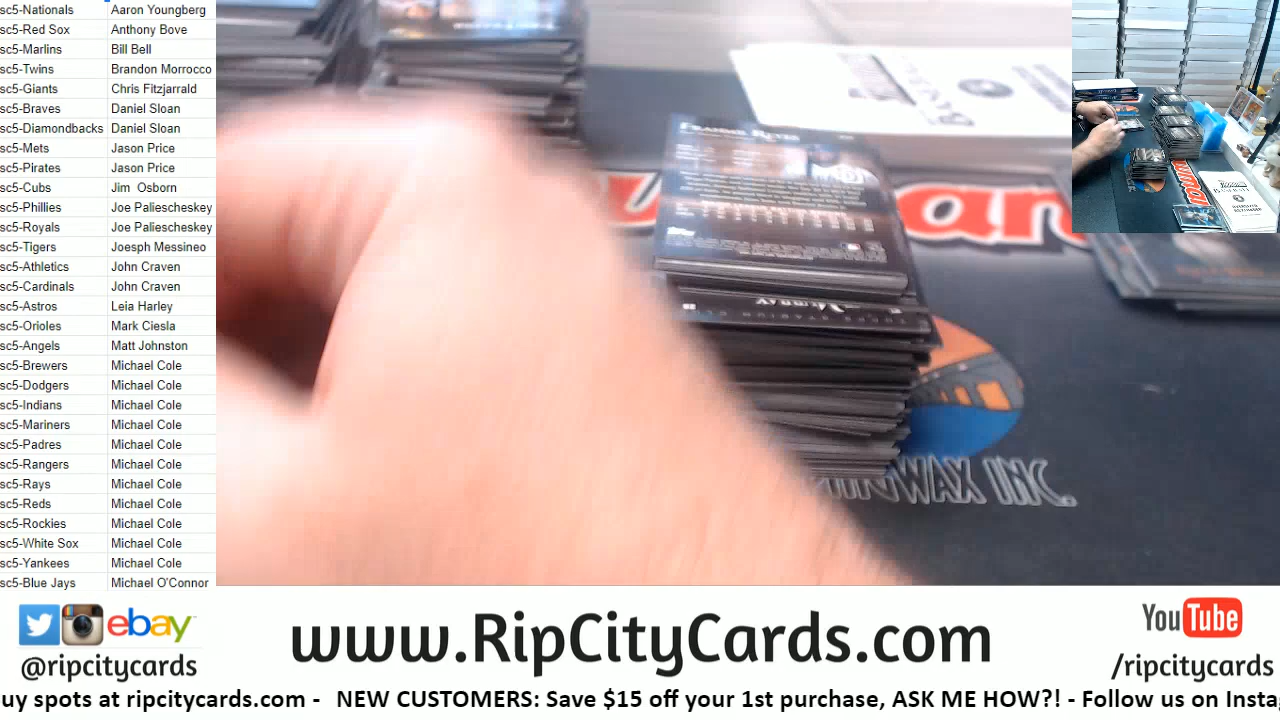 sc5-Nationals Aaron Youngberg
sc5-Red Sox Anthony Bove
sc5-Marlins Bill Bell
sc5-Twins Brandon Morrocco
sc5-Giants Chris Fitzjarrald
sc5-Braves Daniel Sloan
sc5-Diamondbacks Daniel Sloan
sc5-Mets Jason Price
sc5-Pirates Jason Price
sc5-Cubs Jim Osborn
sc5-Phillies Joe Paliescheskey
sc5-Royals Joe Paliescheskey
sc5-Tigers Joesph Messineo
sc5-Athletics John Craven
sc5-Cardinals John Craven
sc5-Astros Leia Harley
sc5-Orioles Mark Ciesla
sc5-Angels Matt Johnston
sc5-Brewers Michael Cole
sc5-Dodgers Michael Cole
sc5-Indians Michael Cole
sc5-Mariners Michael Cole
sc5-Padres Michael Cole
sc5-Rangers Michael Cole
sc5-Rays Michael Cole
sc5-Reds Michael Cole
sc5-Rockies Michael Cole
sc5-White Sox Michael Cole
sc5-Yankees Michael Cole
sc5-Blue Jays Michael O'Connor
Franmil Reyes
Topps
Murray
WAX INC.
ebay
@ripcitycards
www.RipCityCards.com
YouTube
/ripcitycards
buy spots at ripcitycards.com - NEW CUSTOMERS: Save $15 off your 1st purchase, ASK ME HOW?! - Follow us on Insta